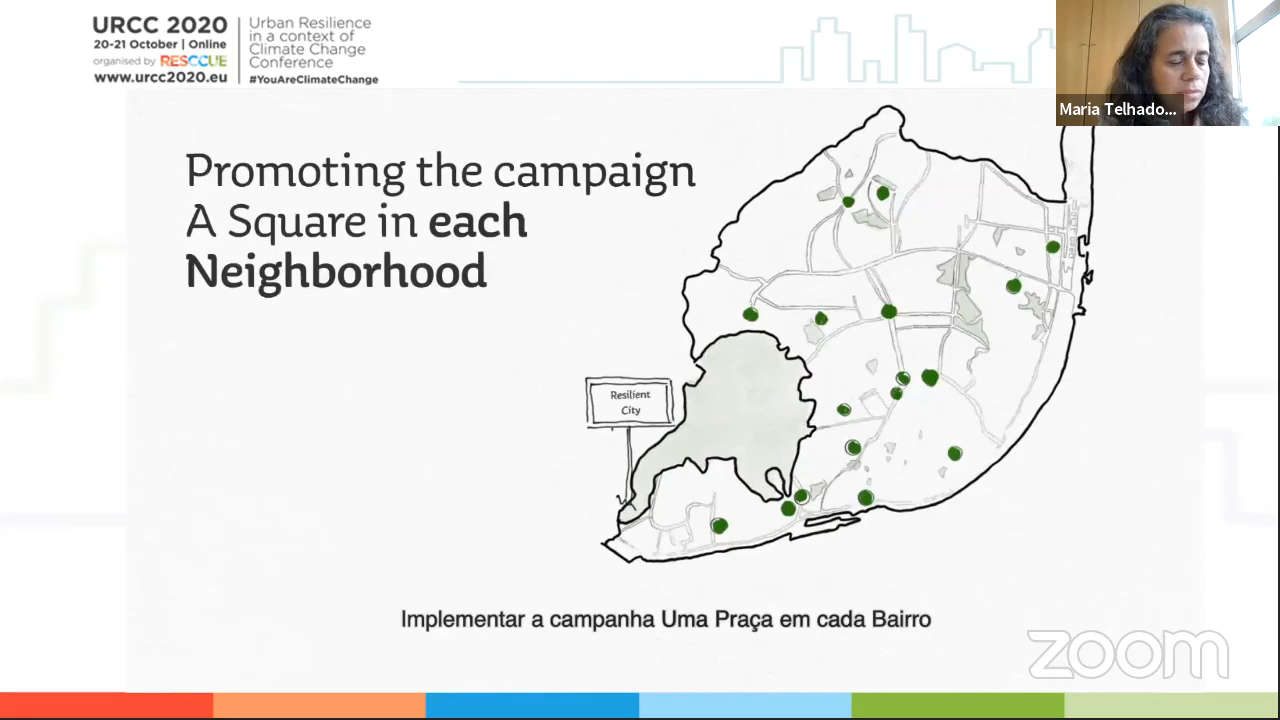 URCC 2020
20-21 October | Online
organised by RESCCUE
www.urcc2020.eu
Urban Resilience
in a context of
Climate Change
Conference
#YouAreClimateChange
Maria Telhado...
Promoting the campaign
A Square in each
Neighborhood
Resilient
City
Implementar a campanha Uma Praça em cada Bairro
zoom